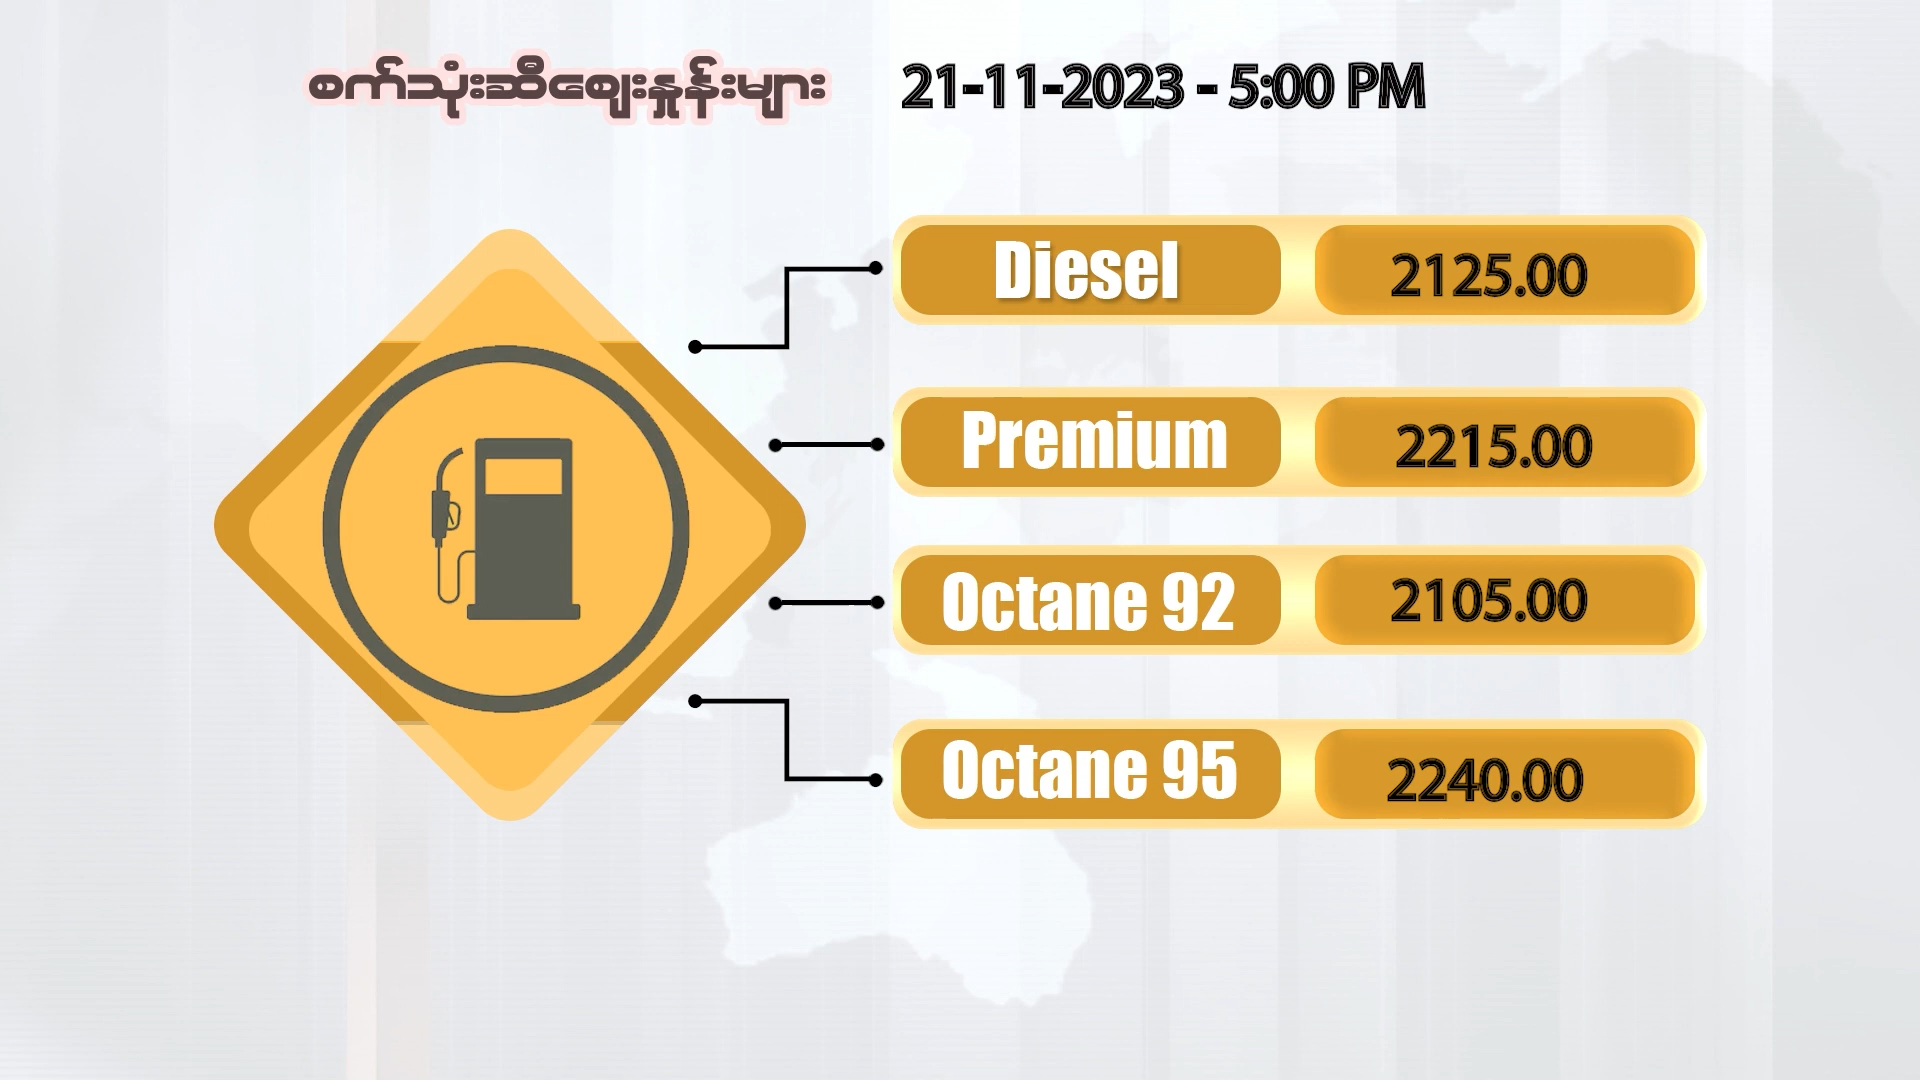 စက်သုံးဆီဈေးနှုန်းများ 21-11-2023 - 5:00 PM
Diesel 2125.00
Premium 2215.00
Octane 92 2105.00
Octane 95 2240.00